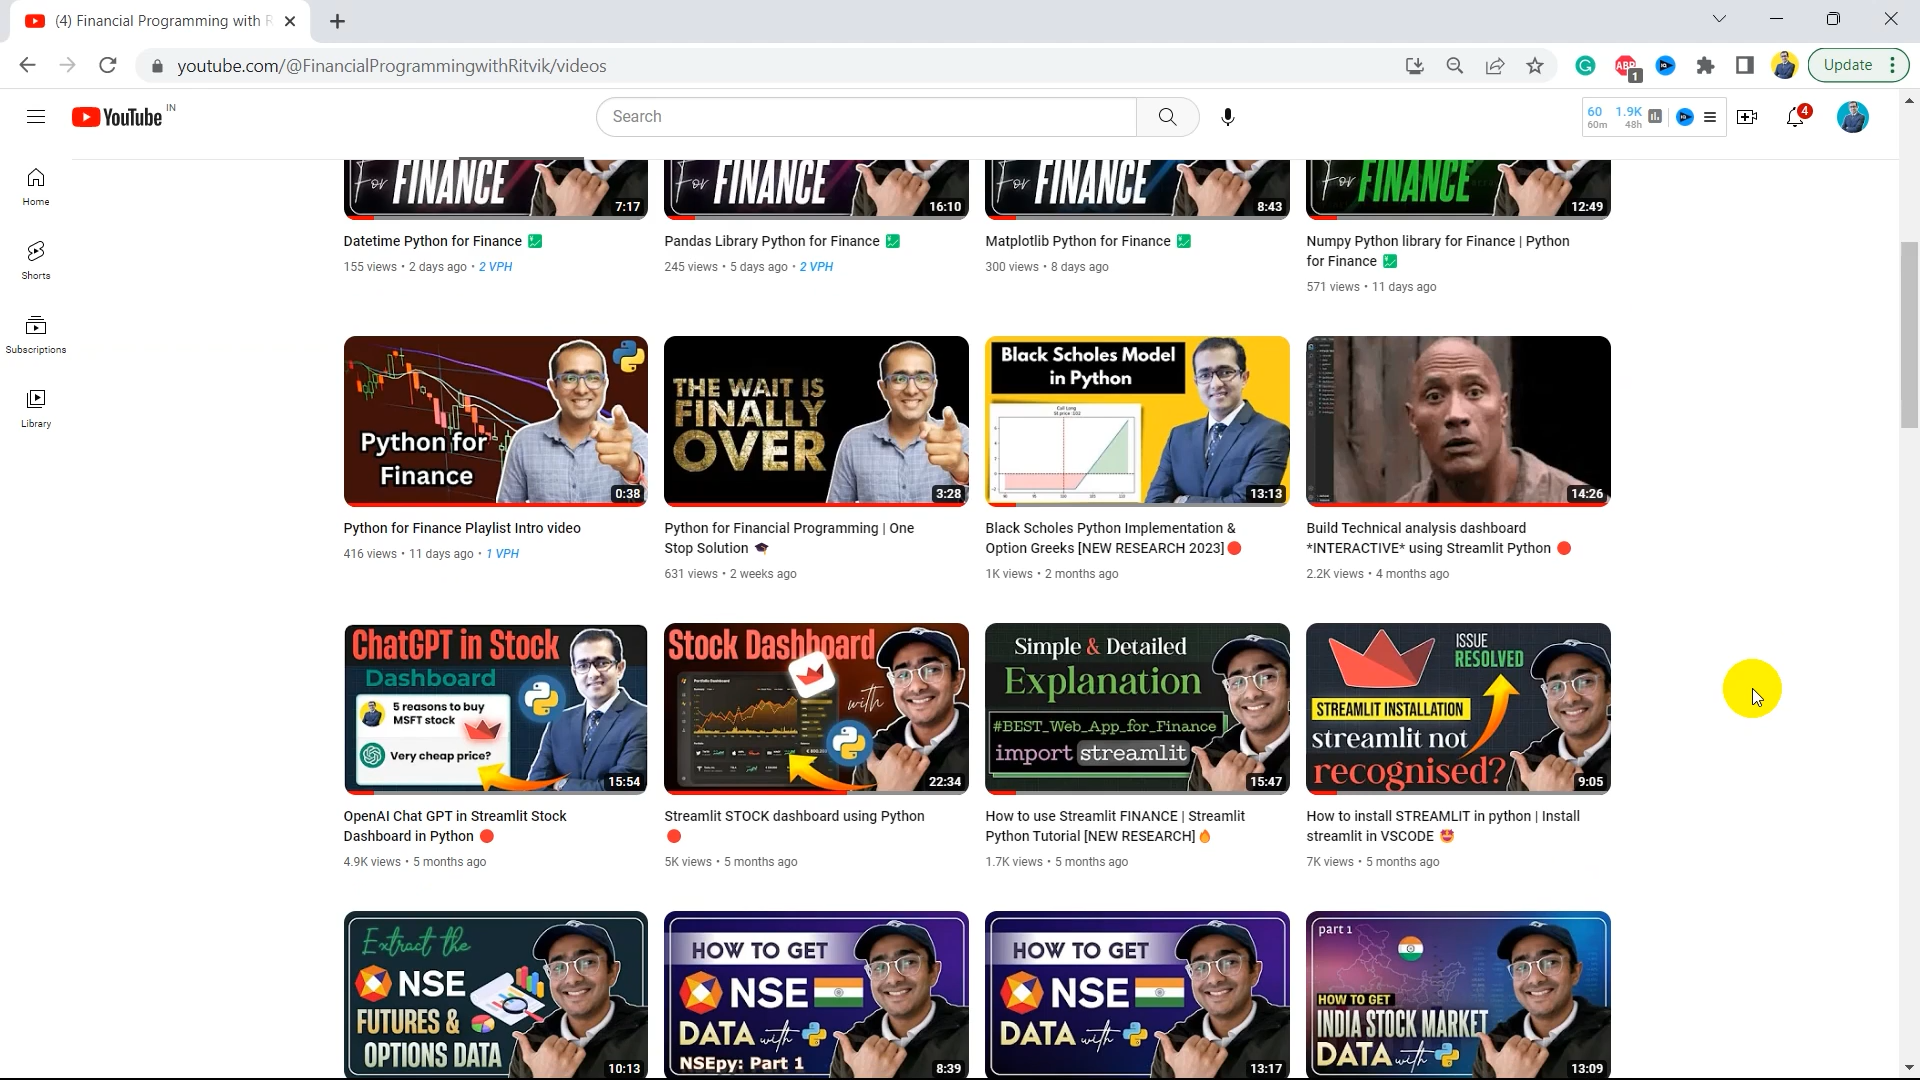 (4) Financial Programming with R
youtube.com/@FinancialProgrammingwithRitvik/videos
ABP
1
Update
YouTube IN
Search
60 1.9K
60m 48h
4
Home
Shorts
Subscriptions
Library
For FINANCE
7:17
Datetime Python for Finance
155 views • 2 days ago • 2 VPH
For FINANCE
16:10
Pandas Library Python for Finance
245 views • 5 days ago • 2 VPH
For FINANCE
8:43
Matplotlib Python for Finance
300 views • 8 days ago
For FINANCE
12:49
Numpy Python library for Finance | Python
for Finance
571 views • 11 days ago
Python for
Finance
0:38
Python for Finance Playlist Intro video
416 views • 11 days ago • 1 VPH
THE WAIT IS
FINALLY
OVER
3:28
Python for Financial Programming | One
Stop Solution
631 views • 2 weeks ago
Black Scholes Model
in Python
Call Long
13:13
Black Scholes Python Implementation &
Option Greeks [NEW RESEARCH 2023]
1K views • 2 months ago
14:26
Build Technical analysis dashboard
*INTERACTIVE* using Streamlit Python
2.2K views • 4 months ago
ChatGPT in Stock
Dashboard
5 reasons to buy
MSFT stock
Very cheap price?
15:54
OpenAI Chat GPT in Streamlit Stock
Dashboard in Python
4.9K views • 5 months ago
Stock Dashboard
Portfolio Dashboard
with
22:34
Streamlit STOCK dashboard using Python
5K views • 5 months ago
Simple & Detailed
Explanation
#BEST_Web_App_for_Finance
import streamlit
15:47
How to use Streamlit FINANCE | Streamlit
Python Tutorial [NEW RESEARCH]
1.7K views • 5 months ago
ISSUE
RESOLVED
STREAMLIT INSTALLATION
streamlit not
recognised?
9:05
How to install STREAMLIT in python | Install
streamlit in VSCODE
7K views • 5 months ago
Extract the
NSE
FUTURES &
OPTIONS DATA
10:13
HOW TO GET
NSE
DATA with
NSEpy: Part 1
8:39
HOW TO GET
NSE
DATA with
13:17
part 1
HOW TO GET
INDIA STOCK MARKET
DATA with
13:09